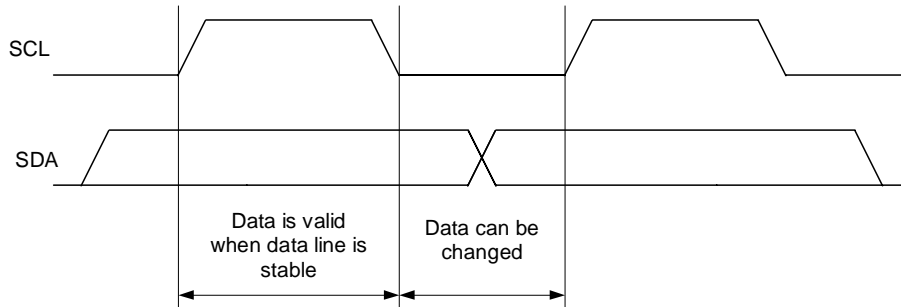 SCL
SDA
Data is valid
when data line is
stable
Data can be
changed